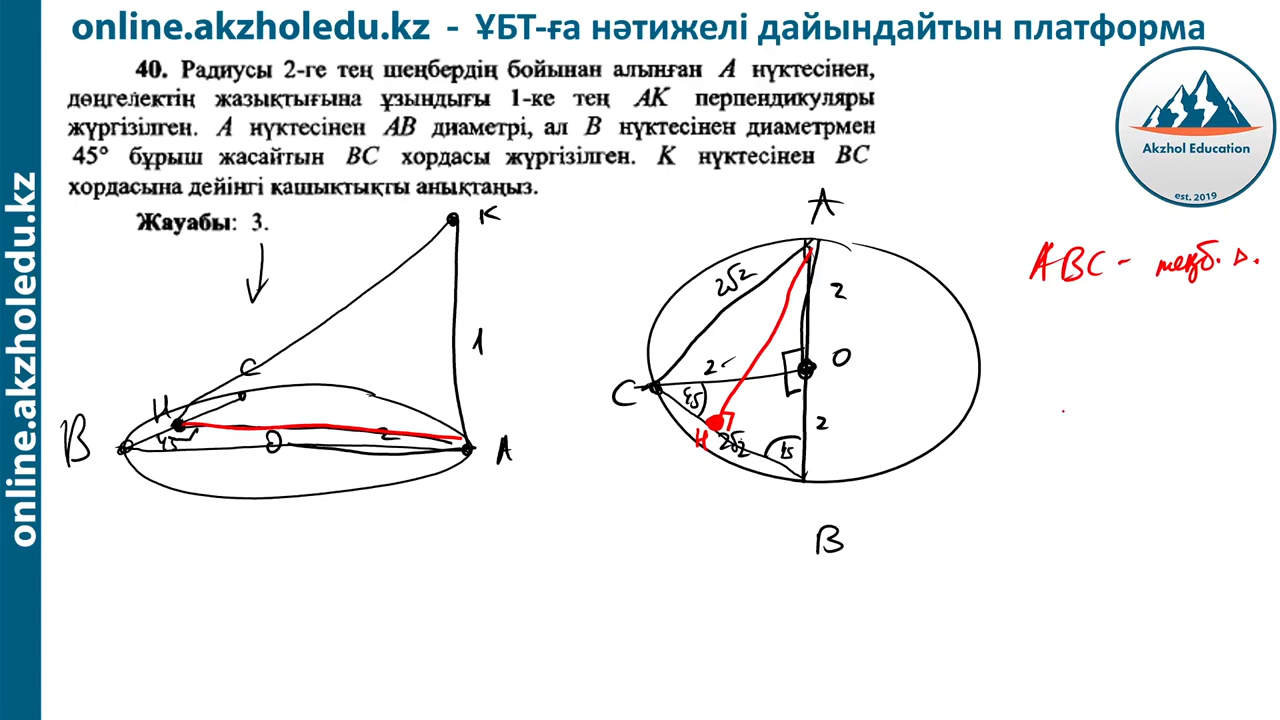 online.akzholedu.kz - ҰБТ-ға нәтижелі дайындайтын платформа
40. Радиусы 2-ге тең шеңбердің бойынан алынған A нүктесінен,
дөңгелектің жазықтығына ұзындығы 1-ке тең AK перпендикуляры
жүргізілген. A нүктесінен AB диаметрі, ал B нүктесінен диаметрмен
45° бұрыш жасайтын BC хордасы жүргізілген. K нүктесінен BC
хордасына дейінгі қашықтықты анықтаңыз.
Жауабы: 3.
Akzhol Education
est. 2019
online.akzholedu.kz
K
1
C
H
B
45
O
2
A
A
2√2
2
O
2
C
45
H
2√2
45
2
B
ABC - теңб. Δ.